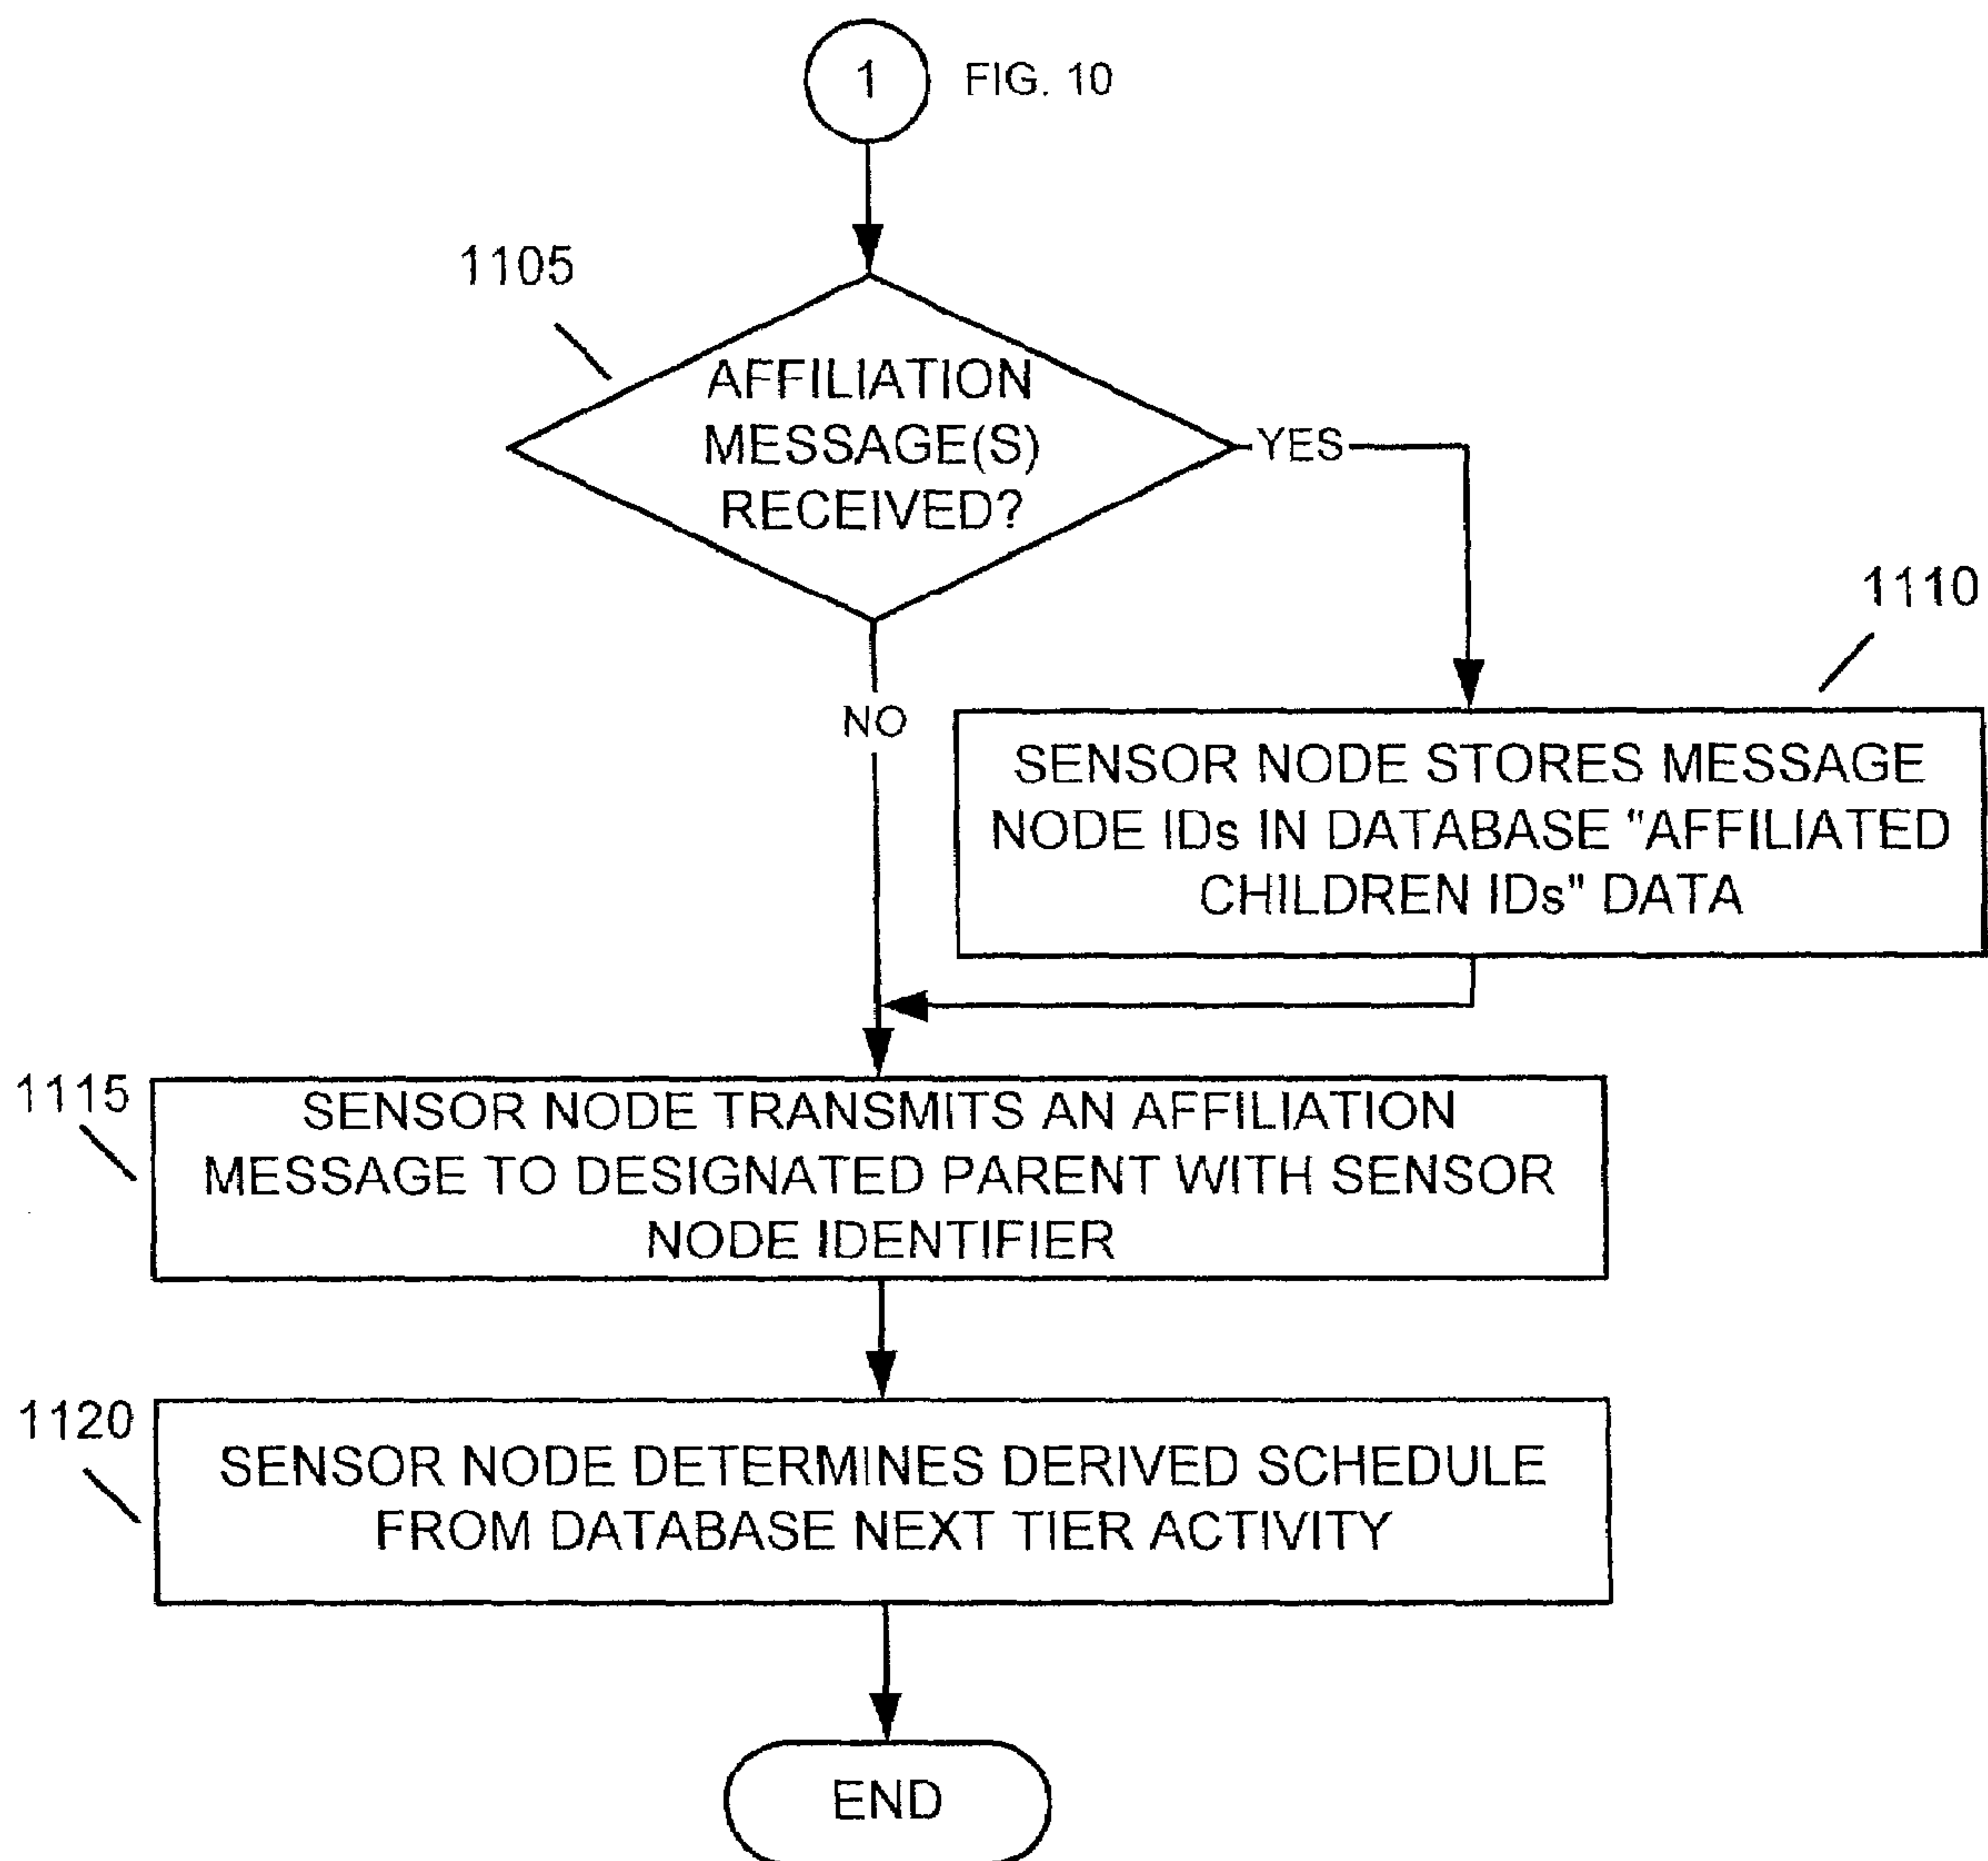 1 FIG. 10
1105
AFFILIATION
MESSAGE(S)
RECEIVED?
YES
1110
NO
SENSOR NODE STORES MESSAGE
NODE IDs IN DATABASE "AFFILIATED
CHILDREN IDs" DATA
1115
SENSOR NODE TRANSMITS AN AFFILIATION
MESSAGE TO DESIGNATED PARENT WITH SENSOR
NODE IDENTIFIER
1120
SENSOR NODE DETERMINES DERIVED SCHEDULE
FROM DATABASE NEXT TIER ACTIVITY
END